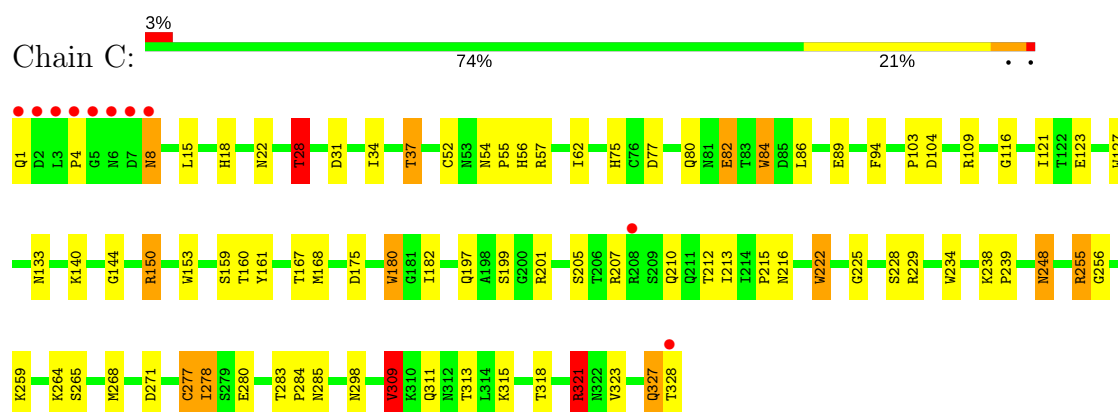 3%
Chain C:
74% 21% • •
Q1 D2 L3 P4 G5 N6 D7 N8 L15 H18 N22 T28 D31 I34 T37 C52 N53 N54 P55 H56 R57 I62 H75 C76 D77 Q80 N81 E82 T83 W84 D85 L86 E89 F94 P103 D104 R109 G116 I121 T122 E123 W127
N133 K140 G144 R150 W153 S159 T160 Y161 T167 M168 D175 W180 G181 I182 Q197 A198 S199 G200 R201 S205 T206 R207 R208 S209 Q210 Q211 T212 I213 I214 P215 N216 W222 G225 S228 R229 W234 K238 P239 N248 R255 G256
K259 K264 S265 M268 D271 C277 I278 S279 E280 T283 P284 N285 N298 V309 K310 Q311 N312 T313 L314 K315 T318 R321 N322 V323 Q327 T328